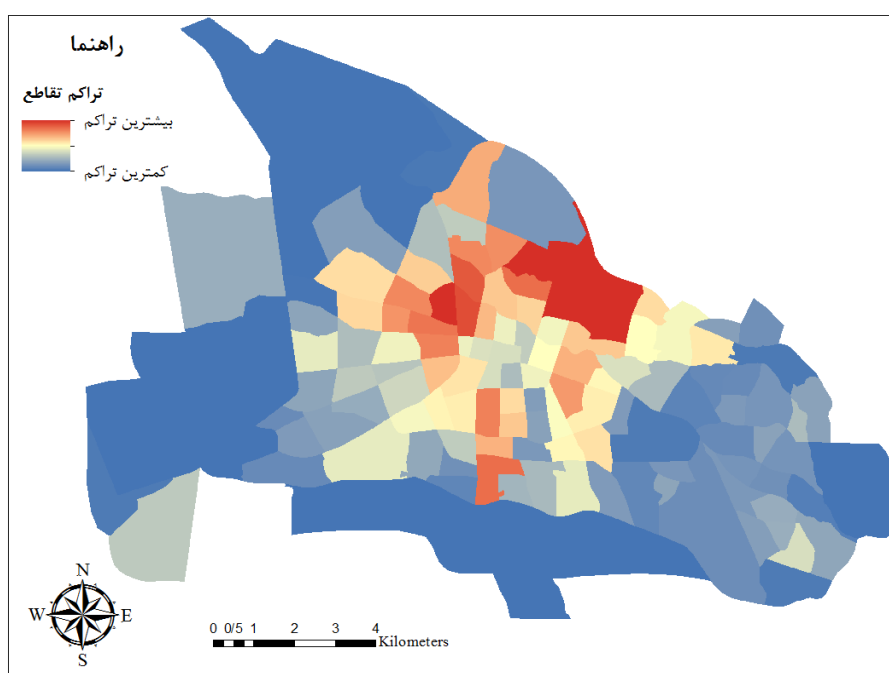 راهنما
تراکم تقاطع
بیشترین تراکم
کمترین تراکم
N
W E
S
0 0/5 1 2 3 4
Kilometers